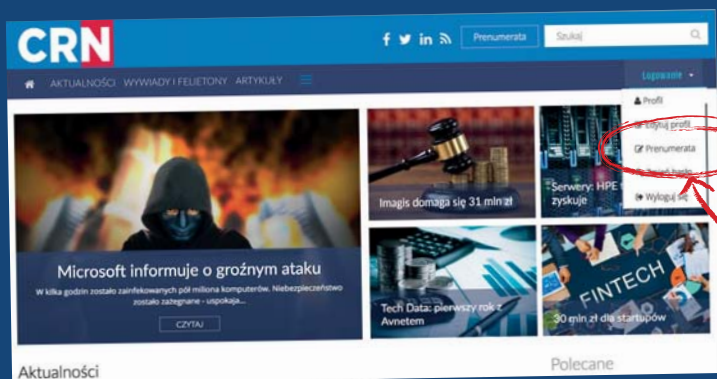 CRN
Prenumerata
Szukaj
AKTUALNOŚCI WYWIADY I FELIETONY ARTYKUŁY
Logowanie
Profil
Edytuj profil
Prenumerata
Wyloguj się
Microsoft informuje o groźnym ataku
W kilka godzin zostało zainfekowanych pół miliona komputerów. Niebezpieczeństwo
zostało zażegnane - uspokaja...
CZYTAJ
Imagis domaga się 31 mln zł
Serwery: HPE
zyskuje
Tech Data: pierwszy rok z
Avnetem
FINTECH
30 mln zł dla startupów
Aktualności
Polecane